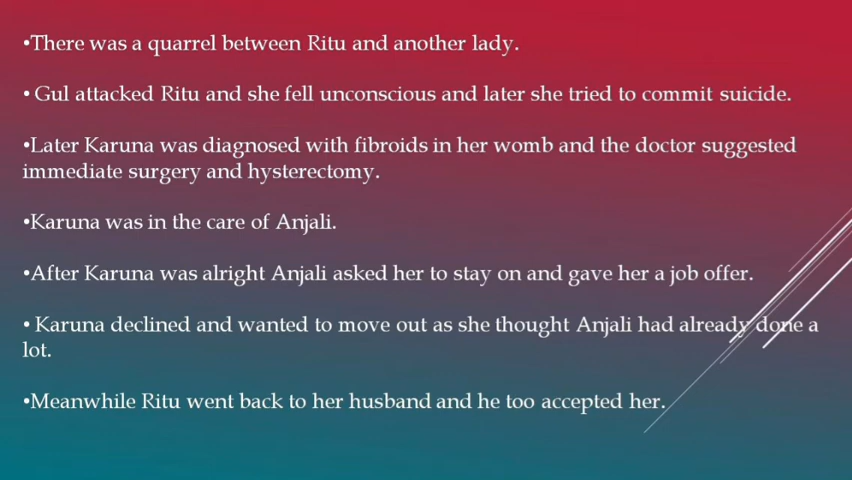 •There was a quarrel between Ritu and another lady.
• Gul attacked Ritu and she fell unconscious and later she tried to commit suicide.
•Later Karuna was diagnosed with fibroids in her womb and the doctor suggested
immediate surgery and hysterectomy.
•Karuna was in the care of Anjali.
•After Karuna was alright Anjali asked her to stay on and gave her a job offer.
• Karuna declined and wanted to move out as she thought Anjali had already done a
lot.
•Meanwhile Ritu went back to her husband and he too accepted her.